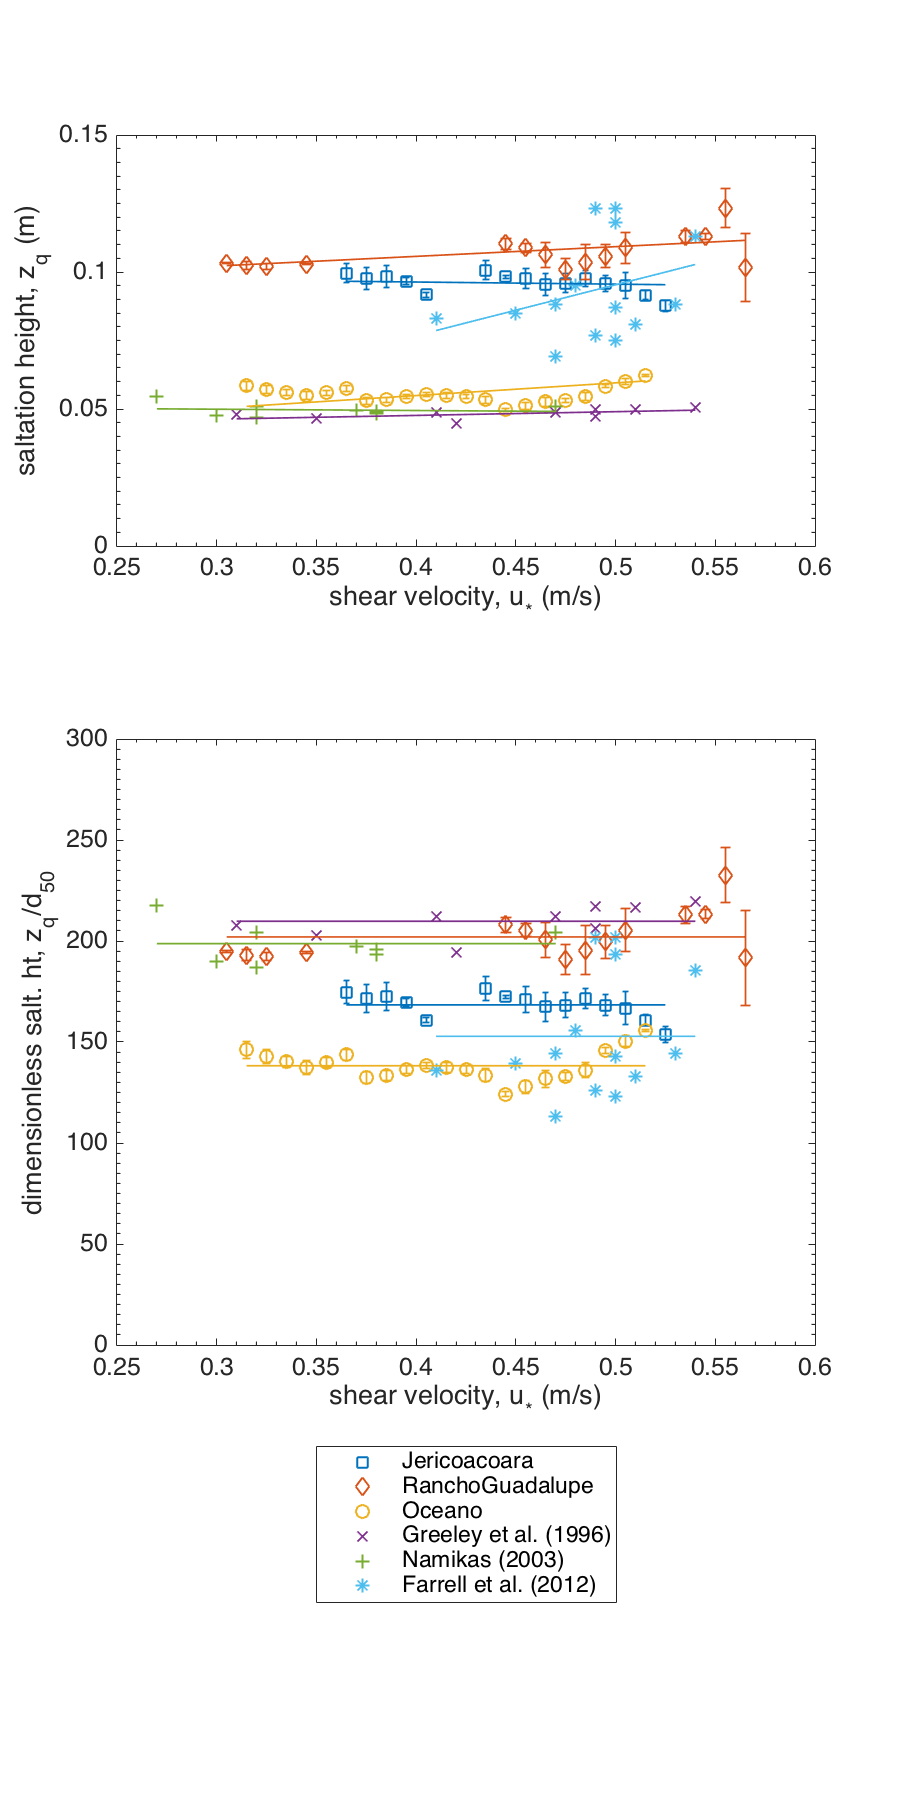 0.15
0.1
0.05
0
saltation height, z_q (m)
0.25 0.3 0.35 0.4 0.45 0.5 0.55 0.6
shear velocity, u_* (m/s)
300
250
200
150
100
50
0
dimensionless salt. ht, z_q/d_50
0.25 0.3 0.35 0.4 0.45 0.5 0.55 0.6
shear velocity, u_* (m/s)
Jericoacoara
RanchoGuadalupe
Oceano
Greeley et al. (1996)
Namikas (2003)
Farrell et al. (2012)